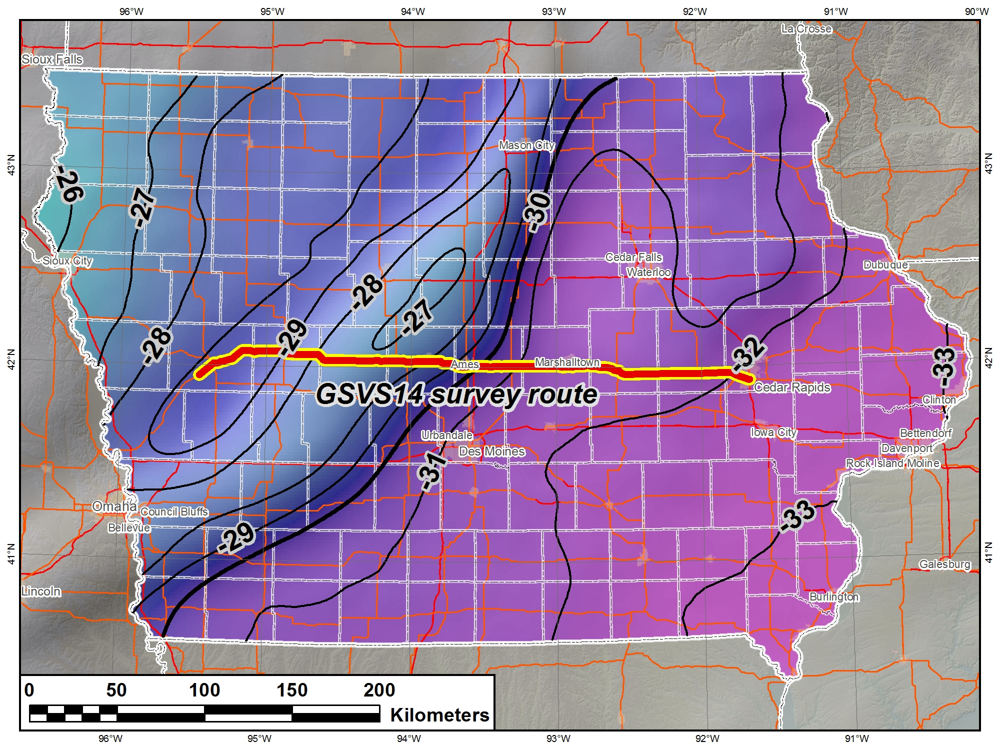 96°W 95°W 94°W 93°W 92°W 91°W 90°W
La Crosse
Sioux Falls
Mason City
43°N
43°N
-26
-27
-30
Sioux City
Cedar Falls
Waterloo
Dubuque
-28
-27
-29
-28
-32
-33
42°N
42°N
Ames
Marshalltown
GSVS14 survey route
Cedar Rapids
Clinton
Urbandale
Iowa City
Bettendorf
Des Moines
Davenport
-31
Rock Island Moline
Omaha
Council Bluffs
Bellevue
-33
-29
41°N
41°N
Galesburg
Lincoln
Burlington
0 50 100 150 200
Kilometers
96°W 95°W 94°W 93°W 92°W 91°W